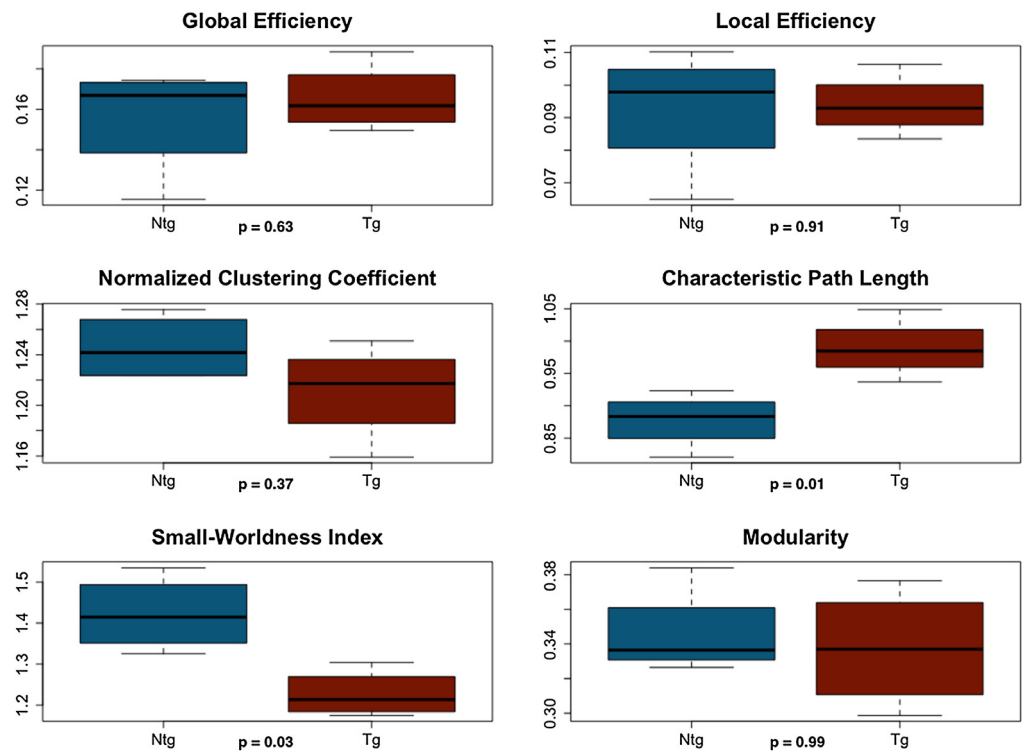 Global Efficiency
0.16
0.12
Ntg
p = 0.63
Tg
Local Efficiency
0.11
0.09
0.07
Ntg
p = 0.91
Tg
Normalized Clustering Coefficient
1.28
1.24
1.20
1.16
Ntg
p = 0.37
Tg
Characteristic Path Length
1.05
0.95
0.85
Ntg
p = 0.01
Tg
Small-Worldness Index
1.5
1.4
1.3
1.2
Ntg
p = 0.03
Tg
Modularity
0.38
0.34
0.30
Ntg
p = 0.99
Tg